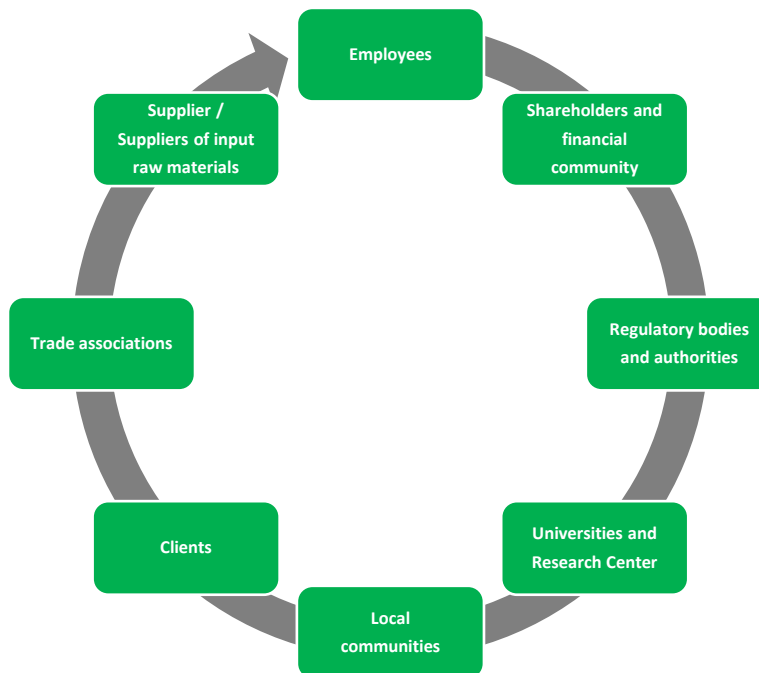 Employees
Shareholders and
financial
community
Regulatory bodies
and authorities
Universities and
Research Center
Local
communities
Clients
Trade associations
Supplier /
Suppliers of input
raw materials